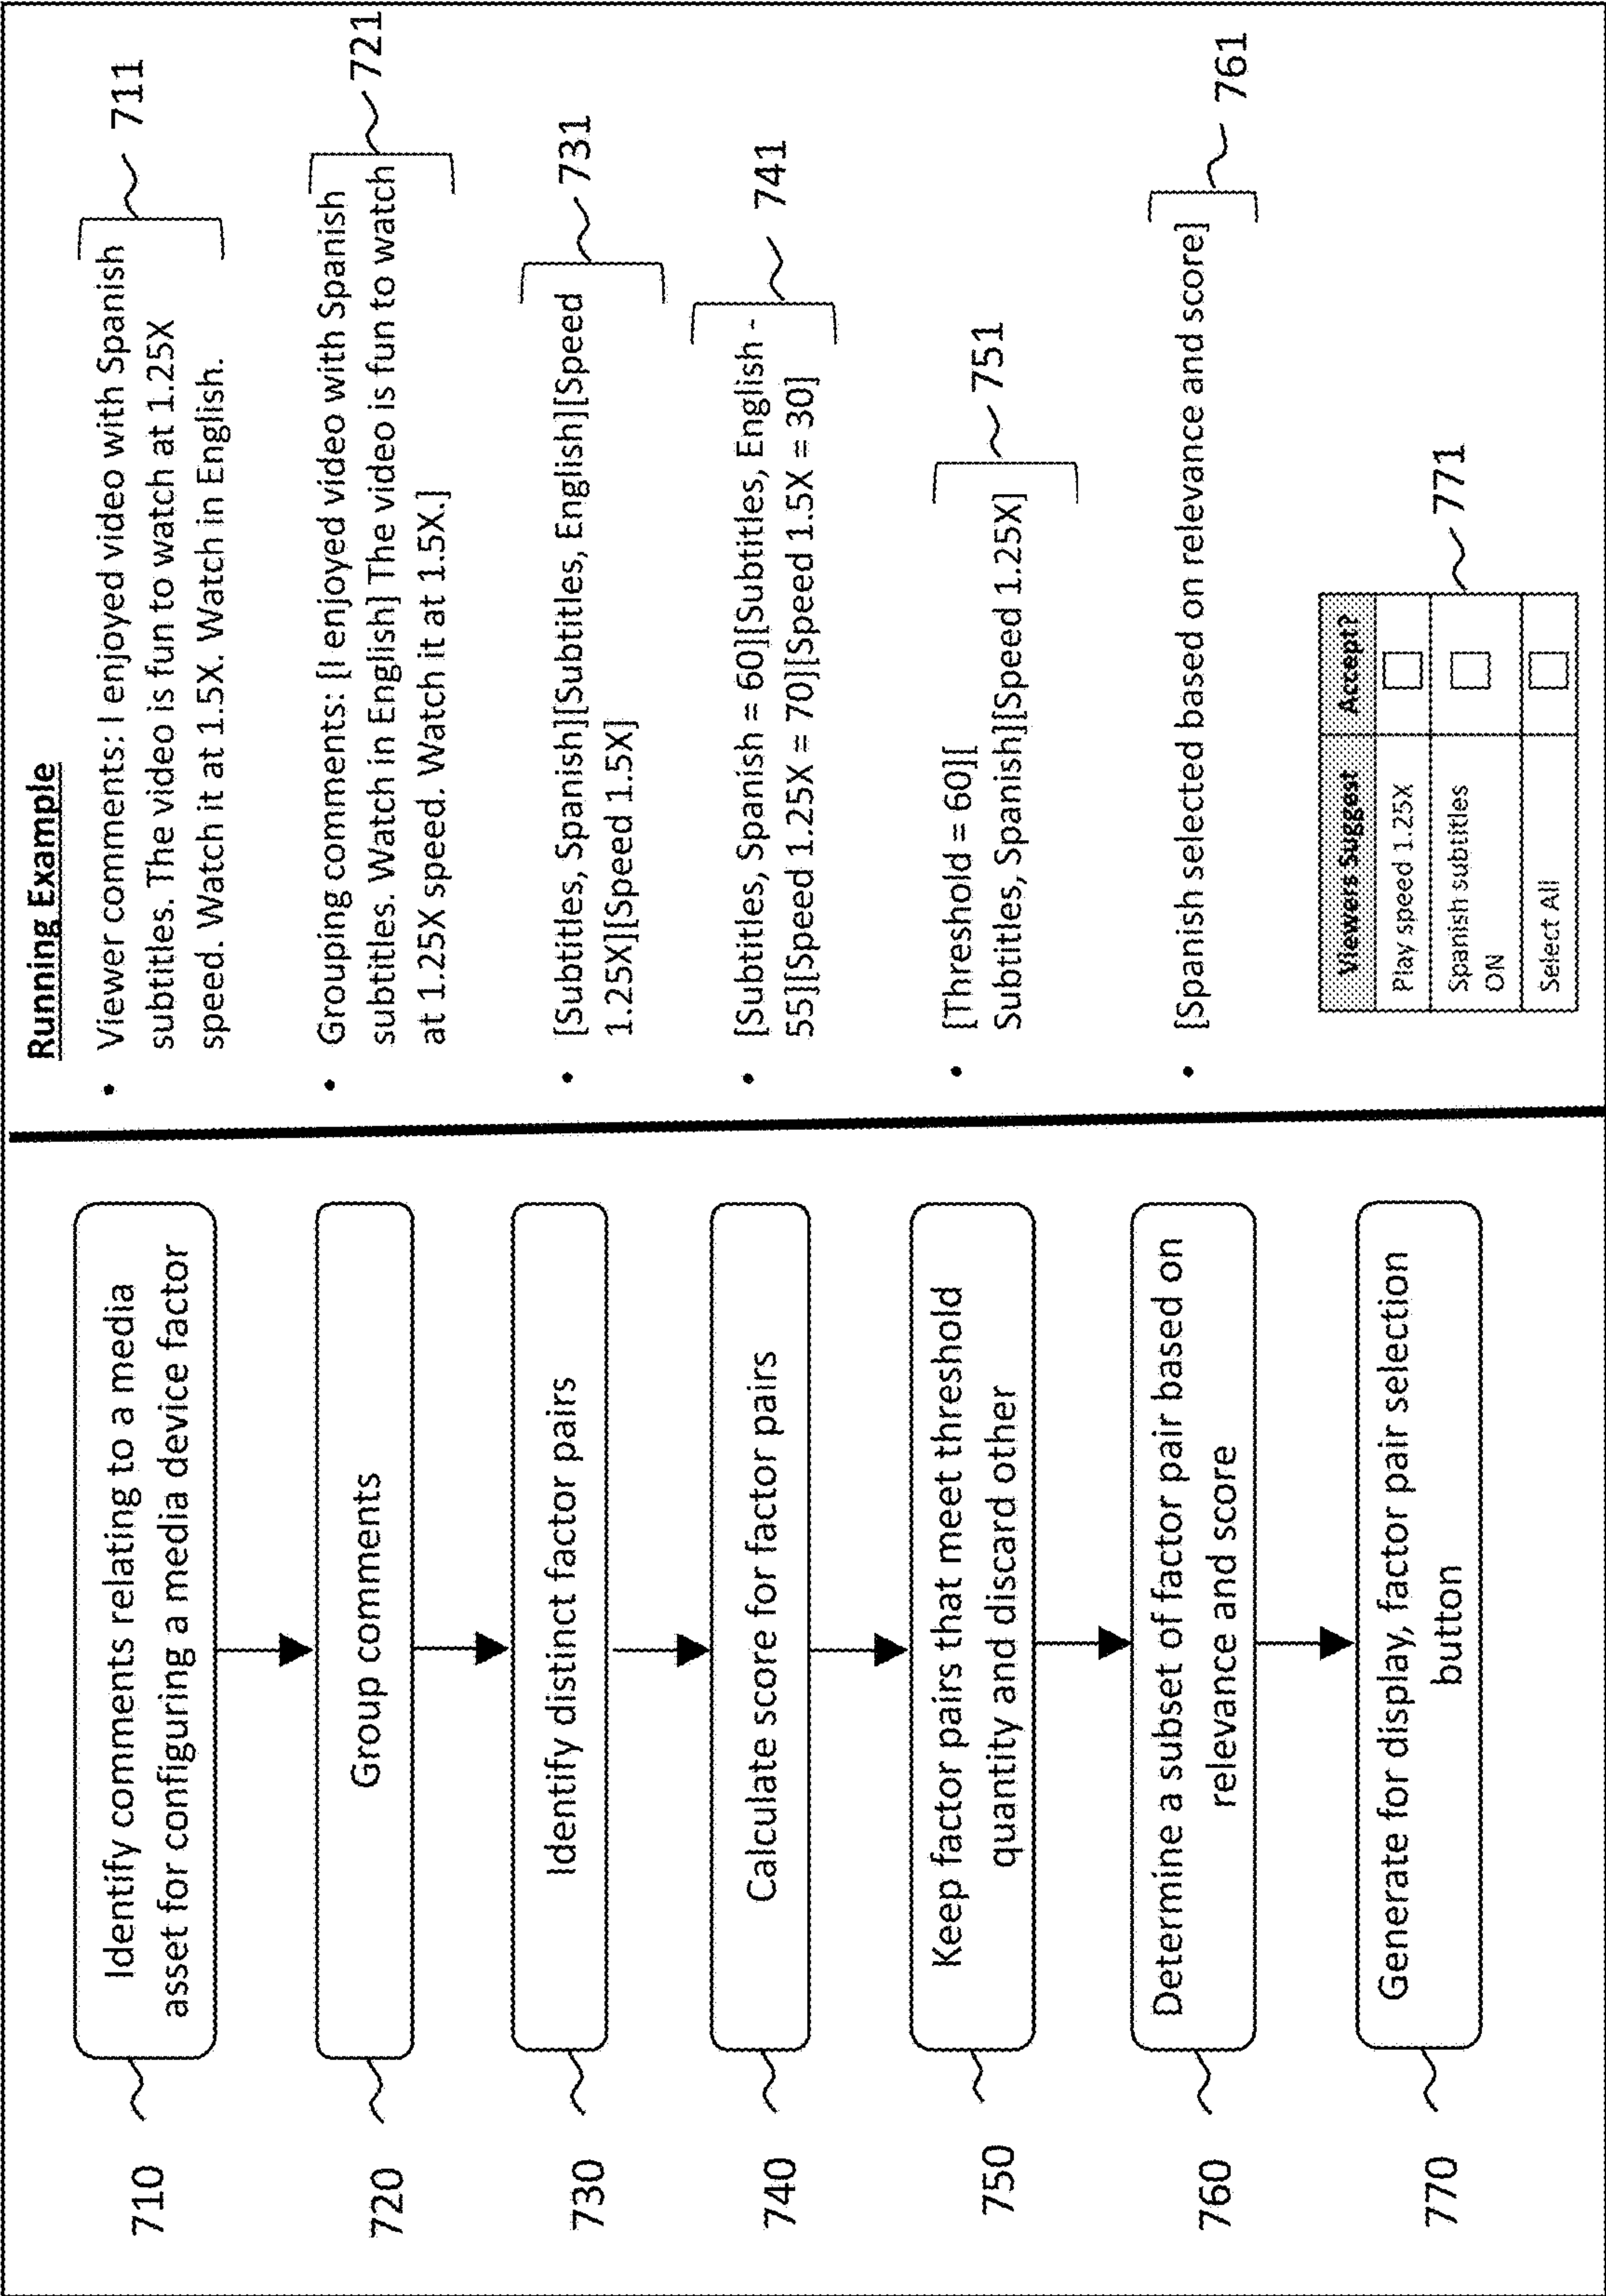 710
Identify comments relating to a media
asset for configuring a media device factor
720
Group comments
730
Identify distinct factor pairs
740
Calculate score for factor pairs
750
Keep factor pairs that meet threshold
quantity and discard other
760
Determine a subset of factor pair based on
relevance and score
770
Generate for display, factor pair selection
button
Running Example
• Viewer comments: I enjoyed video with Spanish
subtitles. The video is fun to watch at 1.25X
speed. Watch it at 1.5X. Watch in English.
711
• Grouping comments: [I enjoyed video with Spanish
subtitles. Watch in English] The video is fun to watch
at 1.25X speed. Watch it at 1.5X.]
721
• [Subtitles, Spanish][Subtitles, English][Speed
1.25X][Speed 1.5X]
731
• [Subtitles, Spanish = 60][Subtitles, English -
55][Speed 1.25X = 70][Speed 1.5X = 30]
741
• [Threshold = 60][
Subtitles, Spanish][Speed 1.25X]
751
• [Spanish selected based on relevance and score]
761
Viewers Suggest Accept?
Play speed 1.25X
Spanish subtitles
ON
Select All
771